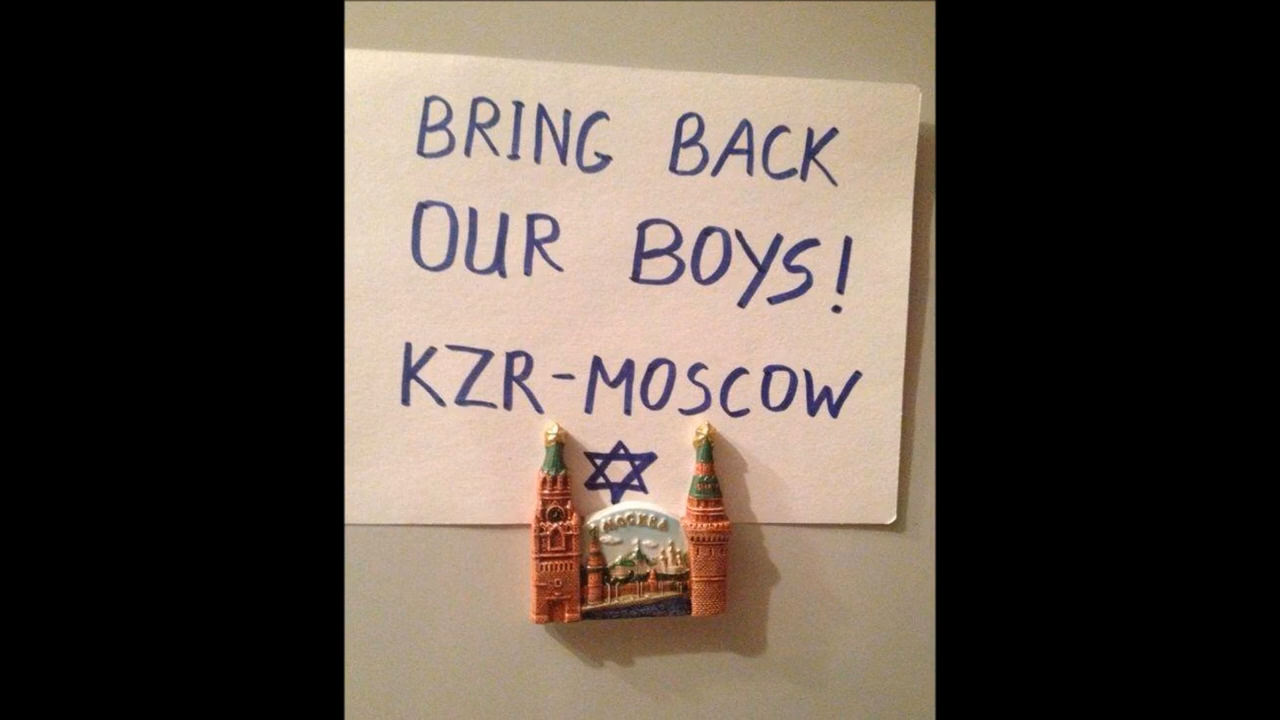 BRING BACK
OUR BOYS!
KZR-MOSCOW
МОСКВА